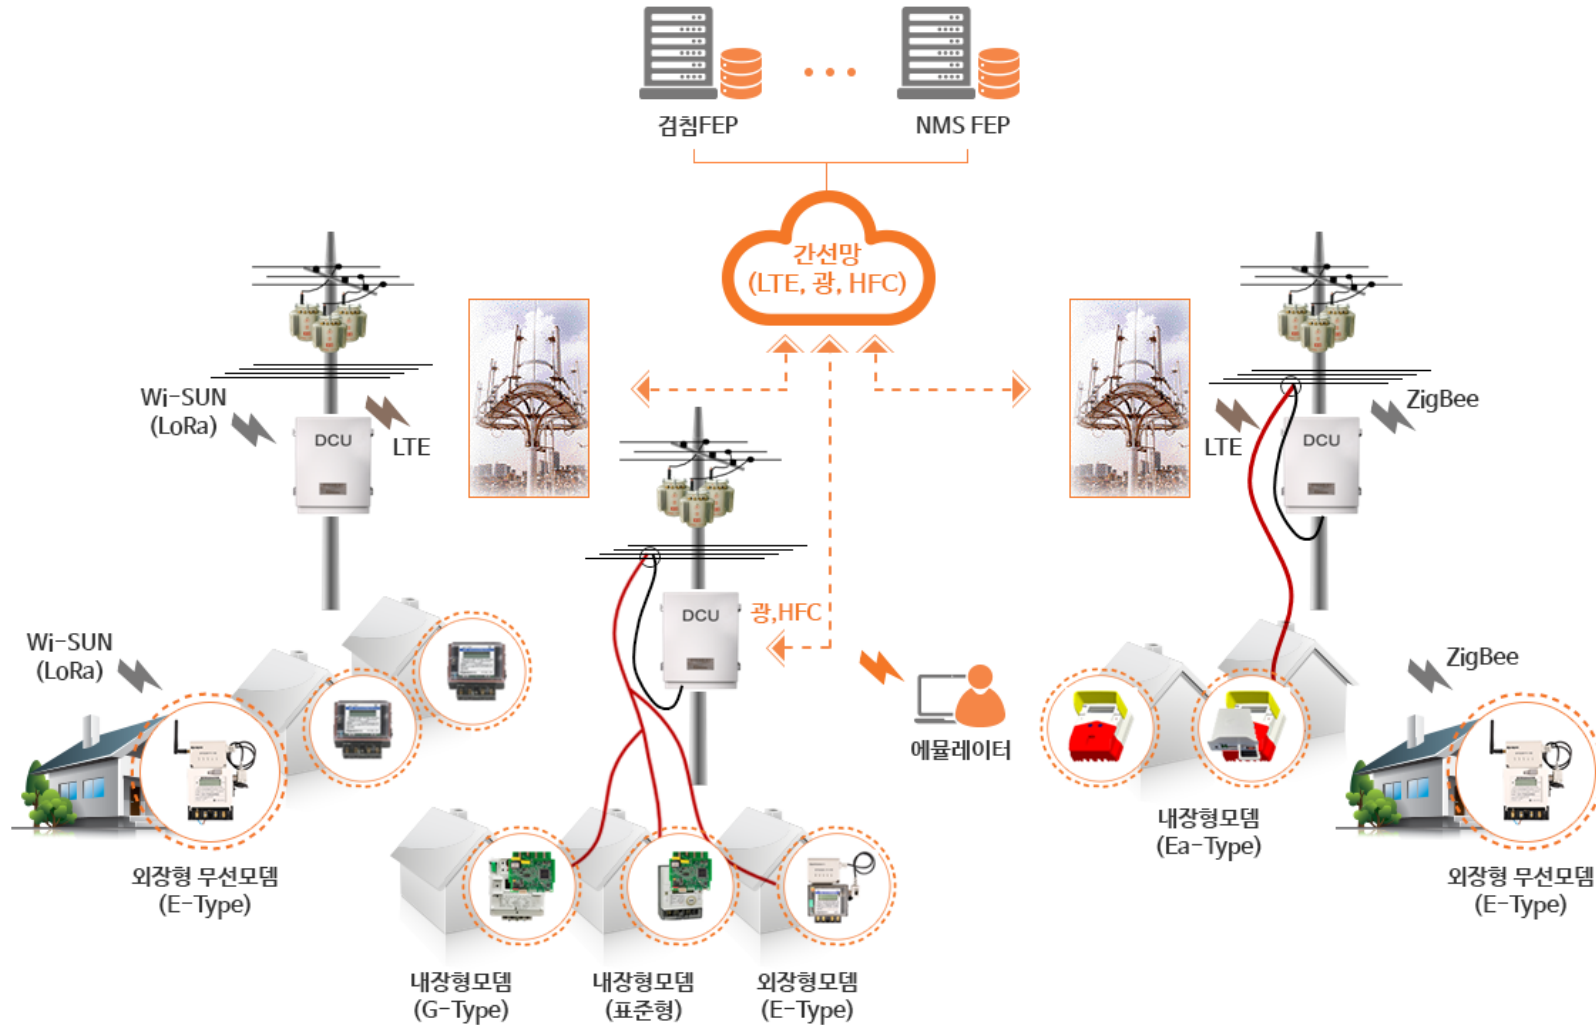 검침FEP
NMS FEP
간선망
(LTE, 광, HFC)
Wi-SUN
(LoRa)
LTE
DCU
LTE
ZigBee
DCU
DCU
광,HFC
Wi-SUN
(LoRa)
ZigBee
에뮬레이터
외장형 무선모뎀
(E-Type)
내장형모뎀
(Ea-Type)
외장형 무선모뎀
(E-Type)
내장형모뎀
(G-Type)
내장형모뎀
(표준형)
외장형모뎀
(E-Type)